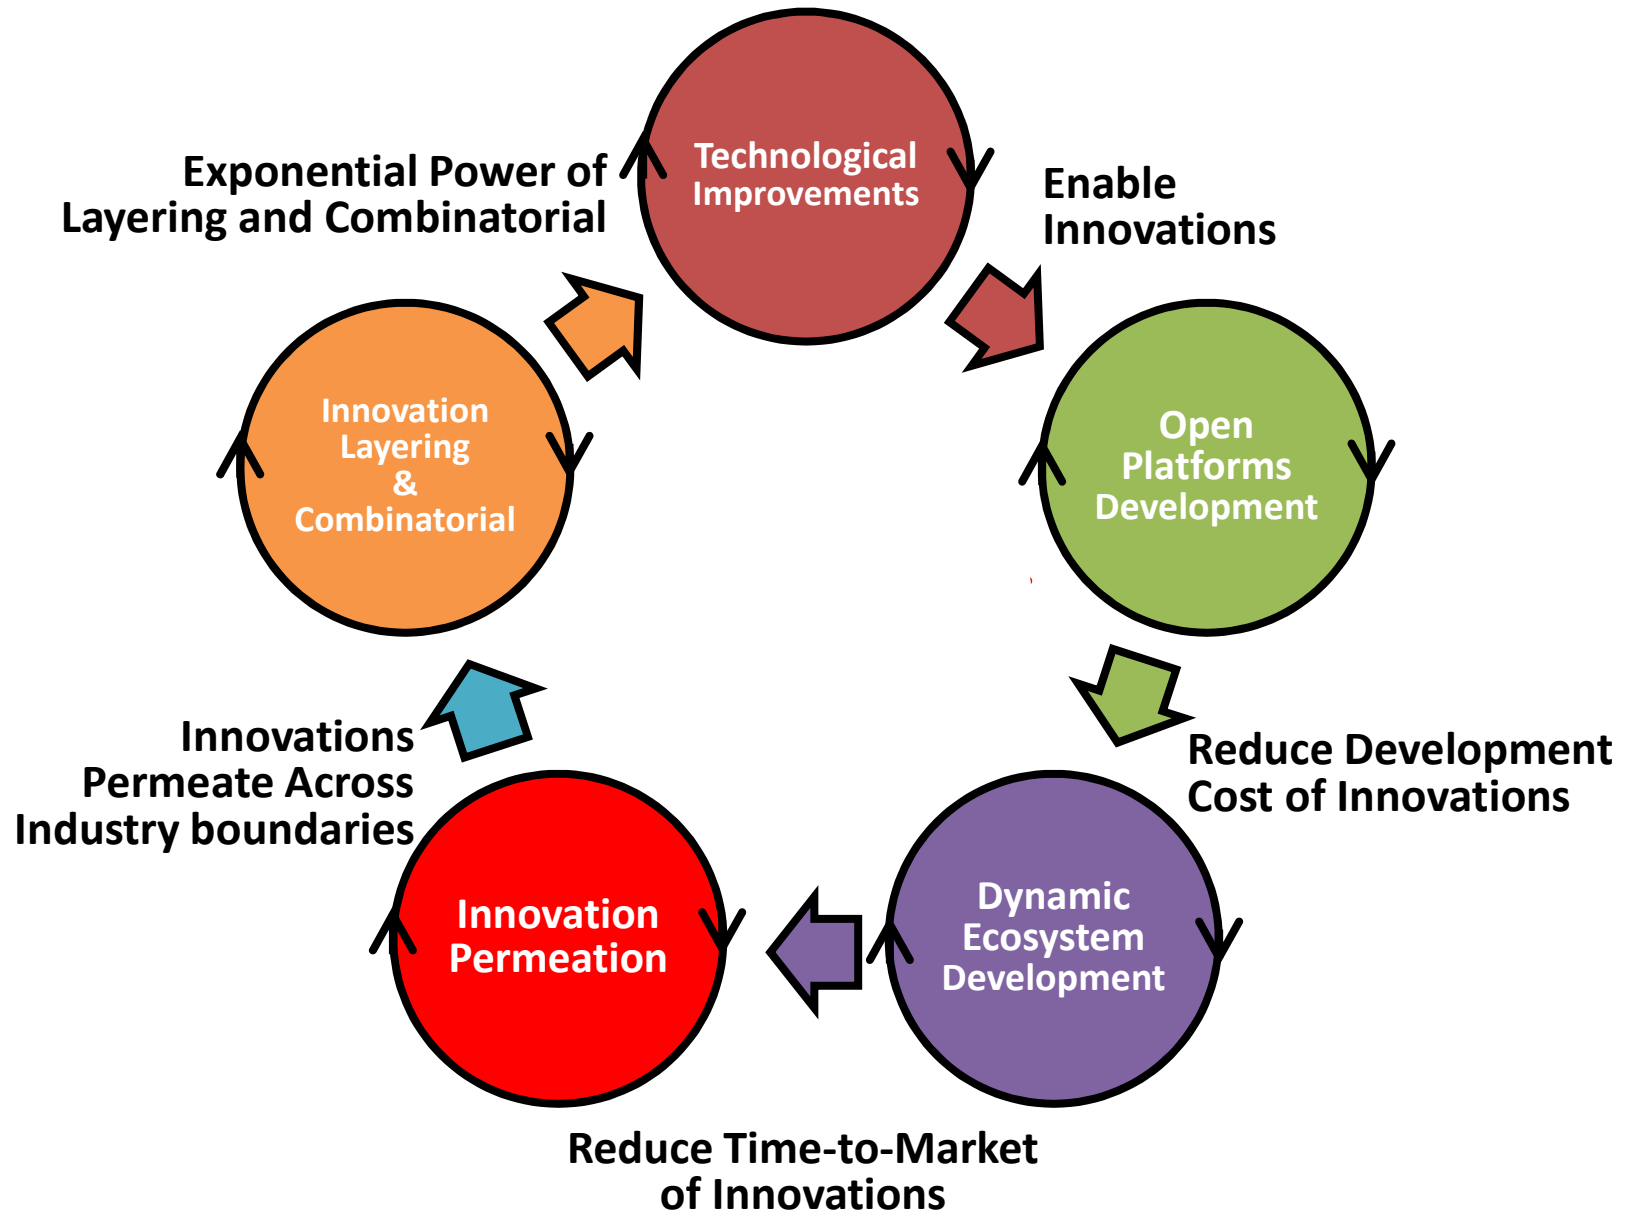 Technological
Improvements
Exponential Power of
Layering and Combinatorial
Enable
Innovations
Innovation
Layering
&
Combinatorial
Open
Platforms
Development
Innovations
Permeate Across
Industry boundaries
Reduce Development
Cost of Innovations
Innovation
Permeation
Dynamic
Ecosystem
Development
Reduce Time-to-Market
of Innovations